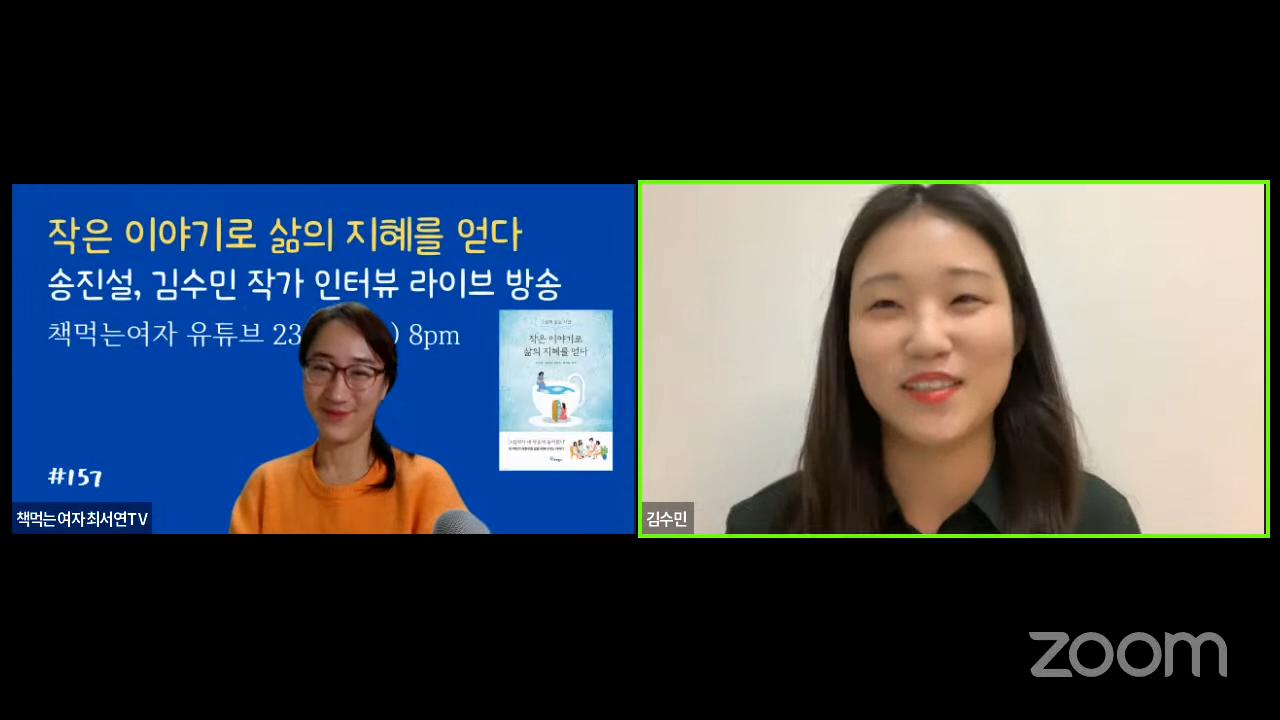 작은 이야기로 삶의 지혜를 얻다
송진설, 김수민 작가 인터뷰 라이브 방송
책먹는여자 유튜브 23 ) 8pm
작은 이야기로
삶의 지혜를 얻다
#157
책먹는여자최서연TV
김수민
zoom